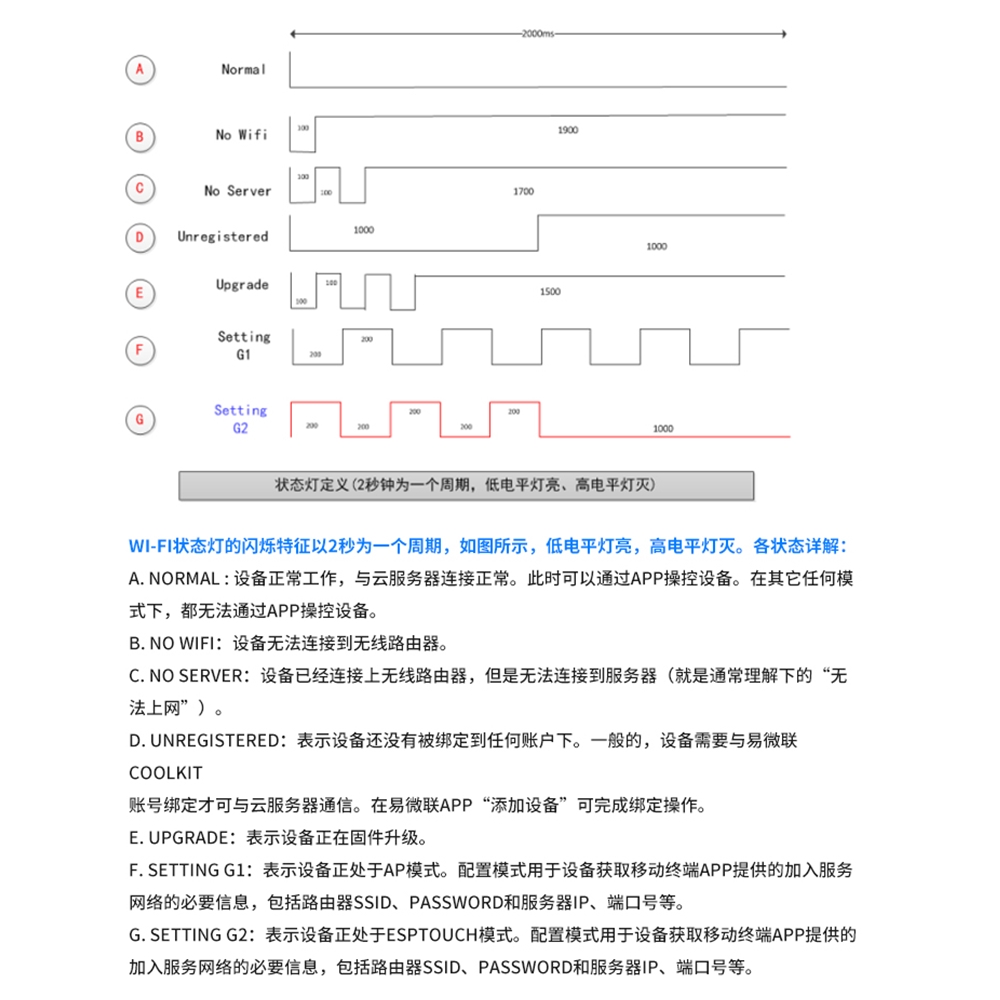 2000ms
A Normal
B No Wifi 100 1900
C No Server 100 100 1700
D Unregistered 1000 1000
E Upgrade 100 100 1500
F Setting G1 200 200
G Setting G2 200 200 200 200 200 1000
状态灯定义(2秒钟为一个周期，低电平灯亮、高电平灯灭)
WI-FI状态灯的闪烁特征以2秒为一个周期，如图所示，低电平灯亮，高电平灯灭。各状态详解：
A. NORMAL : 设备正常工作，与云服务器连接正常。此时可以通过APP操控设备。在其它任何模
式下，都无法通过APP操控设备。
B. NO WIFI：设备无法连接到无线路由器。
C. NO SERVER：设备已经连接上无线路由器，但是无法连接到服务器（就是通常理解下的“无
法上网”）。
D. UNREGISTERED：表示设备还没有被绑定到任何账户下。一般的，设备需要与易微联
COOLKIT
账号绑定才可与云服务器通信。在易微联APP“添加设备”可完成绑定操作。
E. UPGRADE：表示设备正在固件升级。
F. SETTING G1：表示设备正处于AP模式。配置模式用于设备获取移动终端APP提供的加入服务
网络的必要信息，包括路由器SSID、PASSWORD和服务器IP、端口号等。
G. SETTING G2：表示设备正处于ESPTOUCH模式。配置模式用于设备获取移动终端APP提供的
加入服务网络的必要信息，包括路由器SSID、PASSWORD和服务器IP、端口号等。